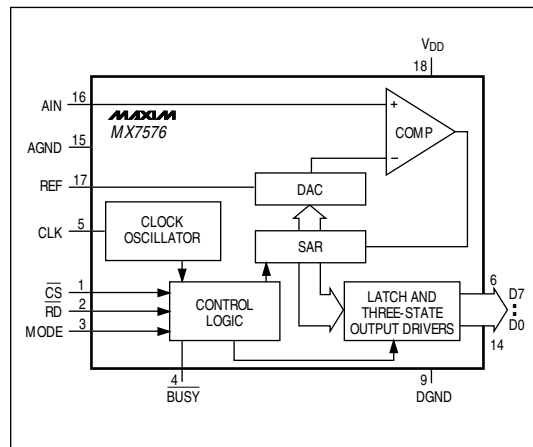 VDD
18
AIN
16
MAXIM
MX7576
+
COMP
−
AGND
15
REF
17
DAC
CLK
5
CLOCK
OSCILLATOR
SAR
CS
1
RD
2
MODE
3
CONTROL
LOGIC
LATCH AND
THREE-STATE
OUTPUT DRIVERS
6
D7
D0
14
4
BUSY
9
DGND